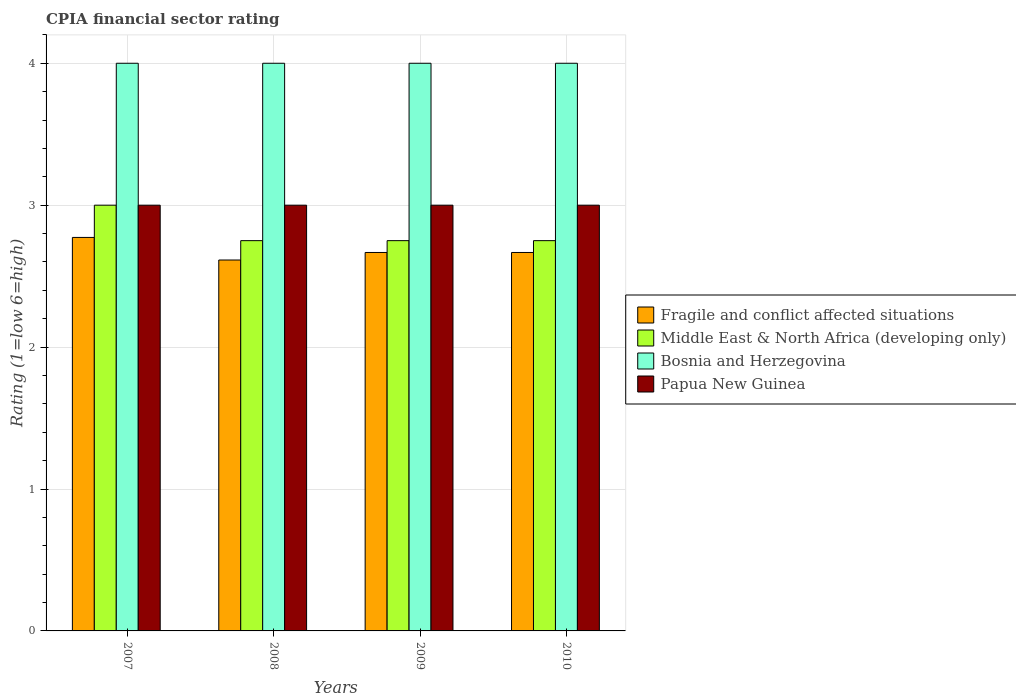 CPIA financial sector rating
Rating (1=low 6=high)
4
3
2
1
0
2007
2008
2009
2010
Years
Fragile and conflict affected situations
Middle East & North Africa (developing only)
Bosnia and Herzegovina
Papua New Guinea